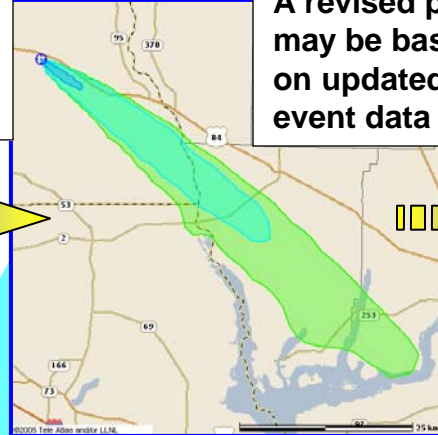 A revised p
may be bas
on updated
event data
95
370
84
53
2
69
253
166
73
97
25 km
©2005 Tele Atlas and/or LLNL